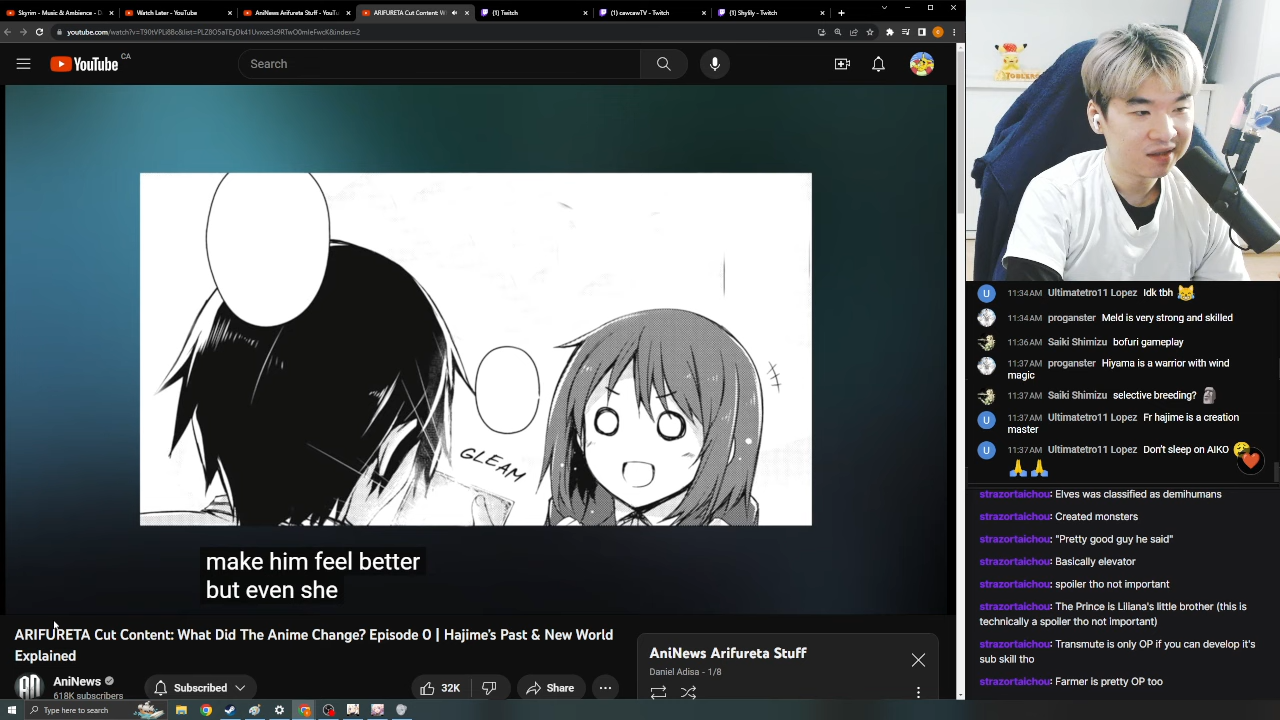 Slgrim - Music & Ambience - D
Watch Later - YouTube
AniNews Arifureta Stuff - YouTu
ARIFURETA Cut Content: W
(1) Twitch
(1) cawcawTV - Twitch
(1) Shylily - Twitch
YouTube CA
Search
GLEAM
make him feel better
but even she
ARIFURETA Cut Content: What Did The Anime Change? Episode 0 | Hajime's Past & New World
Explained
AniNews
618K subscribers
Subscribed
32K
Share
AniNews Arifureta Stuff
Daniel Adisa - 1/8
Type here to search
11:34 AM Ultimatetro11 Lopez Idk tbh
11:34 AM proganster Meld is very strong and skilled
11:36 AM Saiki Shimizu bofuri gameplay
11:37 AM proganster Hiyama is a warrior with wind
magic
11:37 AM Saiki Shimizu selective breeding?
11:37 AM Ultimatetro11 Lopez Fr hajime is a creation
master
11:37 AM Ultimatetro11 Lopez Don't sleep on AIKO
strazortaichou: Elves was classified as demihumans
strazortaichou: Created monsters
strazortaichou: "Pretty good guy he said"
strazortaichou: Basically elevator
strazortaichou: spoiler tho not important
strazortaichou: The Prince is Liliana's little brother (this is
technically a spoiler tho not important)
strazortaichou: Transmute is only OP if you can develop it's
sub skill tho
strazortaichou: Farmer is pretty OP too